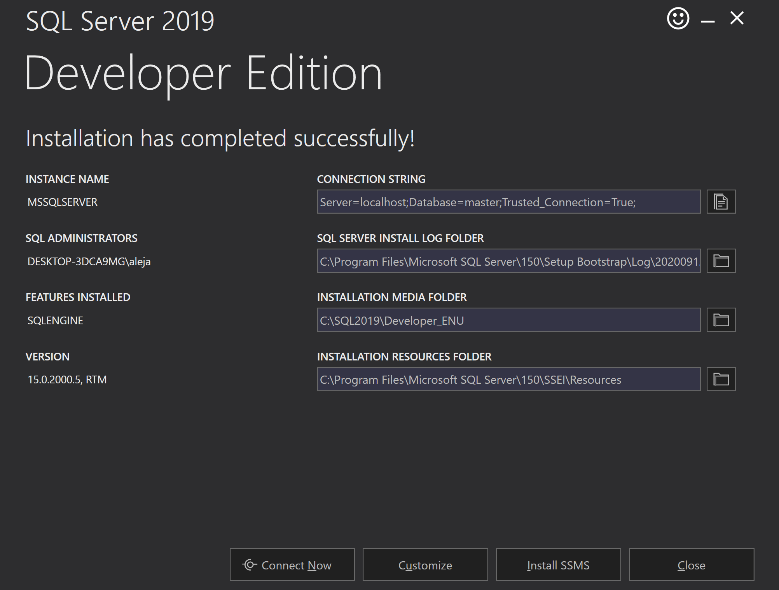 SQL Server 2019
Developer Edition
Installation has completed successfully!
INSTANCE NAME
MSSQLSERVER
CONNECTION STRING
Server=localhost;Database=master;Trusted_Connection=True;
SQL ADMINISTRATORS
DESKTOP-3DCA9MG\aleja
SQL SERVER INSTALL LOG FOLDER
C:\Program Files\Microsoft SQL Server\150\Setup Bootstrap\Log\2020091
FEATURES INSTALLED
SQLENGINE
INSTALLATION MEDIA FOLDER
C:\SQL2019\Developer_ENU
VERSION
15.0.2000.5, RTM
INSTALLATION RESOURCES FOLDER
C:\Program Files\Microsoft SQL Server\150\SSEI\Resources
Connect Now
Customize
Install SSMS
Close